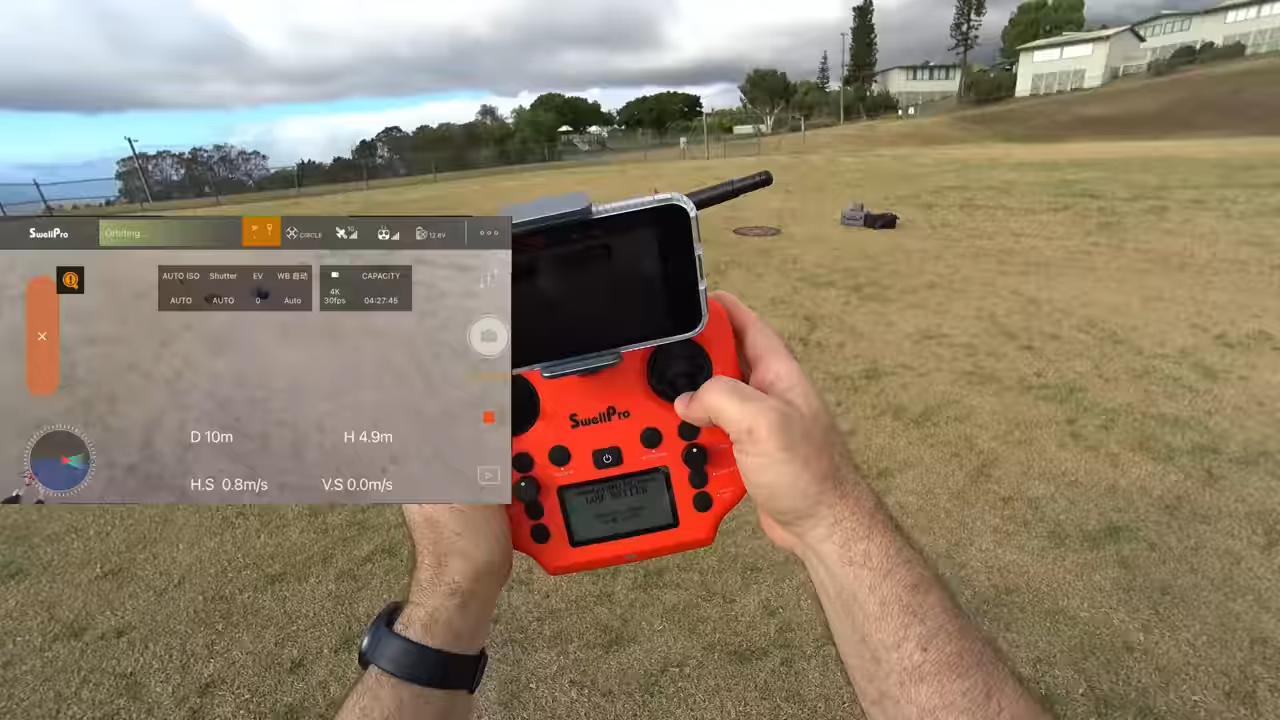 SwellPro
Orbiting...
CIRCLE
10
12.6V
AUTO ISO Shutter EV WB 自动
AUTO AUTO 0 Auto
CAPACITY
4K
30fps 04:27:45
D 10m H 4.9m
H.S 0.8m/s V.S 0.0m/s
SwellPro